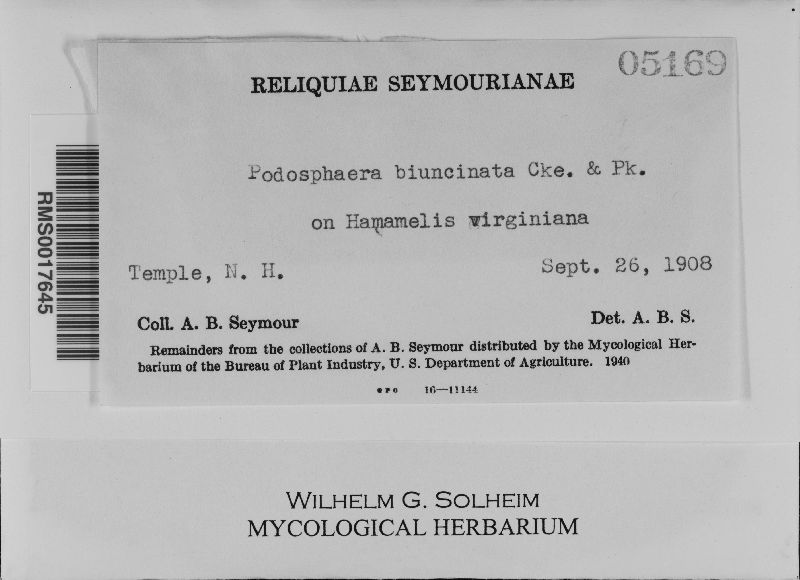 05169
RELIQUIAE SEYMOURIANAE
Podosphaera biuncinata Cke. & Pk.
on Hamamelis virginiana
Temple, N. H. Sept. 26, 1908
Coll. A. B. Seymour Det. A. B. S.
Remainders from the collections of A. B. Seymour distributed by the Mycological Her-
barium of the Bureau of Plant Industry, U. S. Department of Agriculture. 1940
GPO 16—11144
RMS0017645
WILHELM G. SOLHEIM
MYCOLOGICAL HERBARIUM